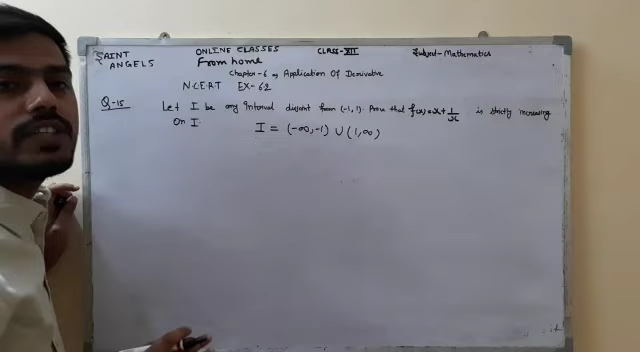 SAINT ANGELS
ONLINE CLASSES From home
CLASS-XII
Subject- Mathematics
Chapter-6, Application Of Derivative
NCERT EX-6.2
Q-15 Let I be any interval disjoint from (-1, 1). Prove that f(x) = x + 1/x is strictly increasing
On I.
I = (-∞, -1) ∪ (1, ∞)